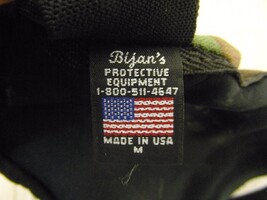 Bijan's
PROTECTIVE
EQUIPMENT
1-800-511-4647
MADE IN USA
M